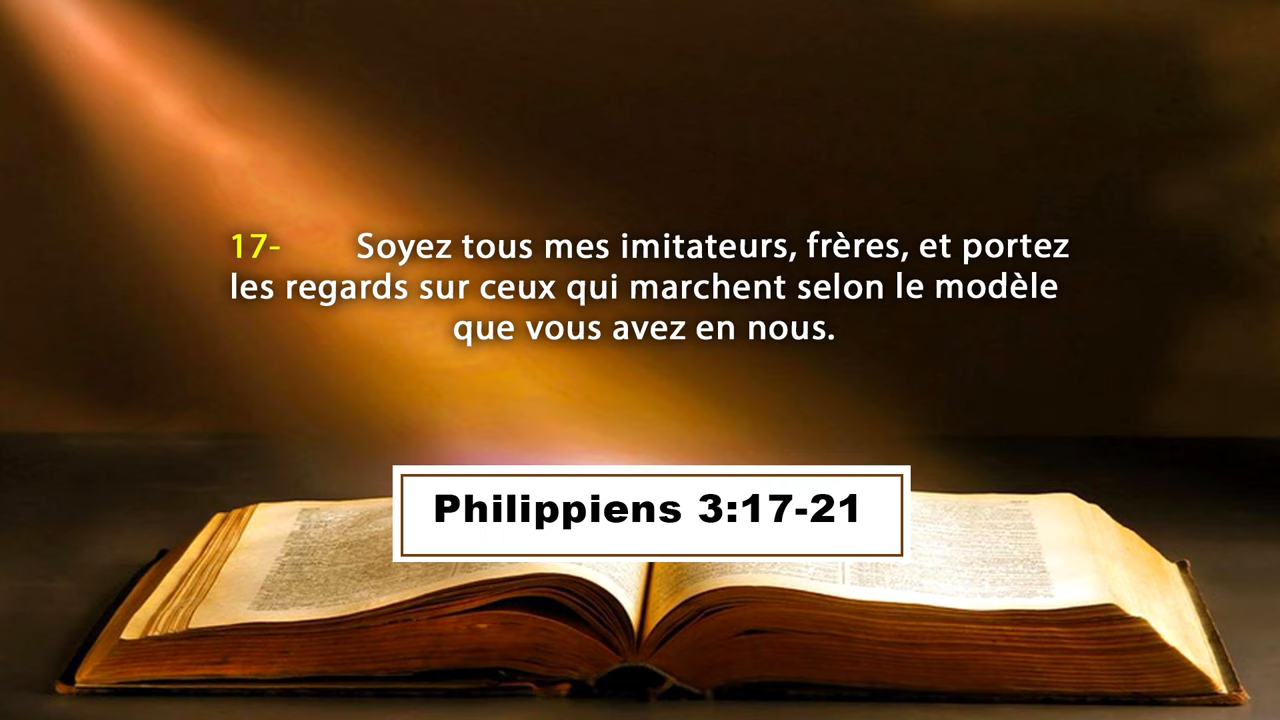 17- Soyez tous mes imitateurs, frères, et portez
les regards sur ceux qui marchent selon le modèle
que vous avez en nous.
Philippiens 3:17-21